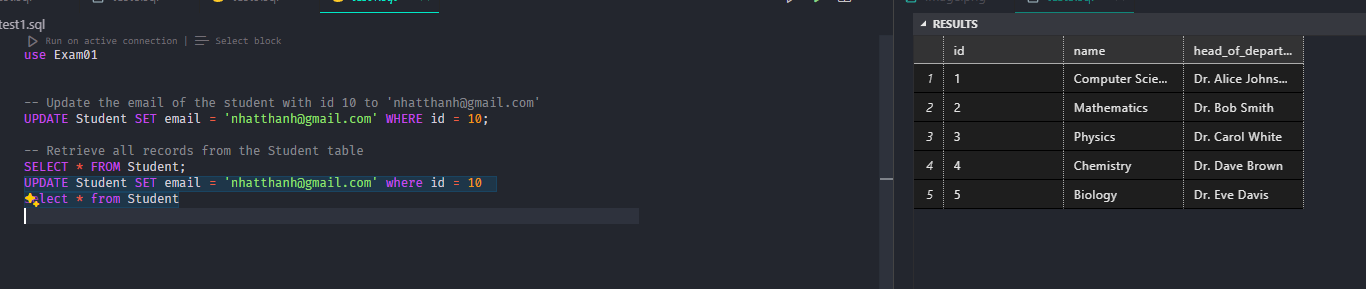 test1.sql
Run on active connection | Select block
use Exam01
-- Update the email of the student with id 10 to 'nhatthanh@gmail.com'
UPDATE Student SET email = 'nhatthanh@gmail.com' WHERE id = 10;
-- Retrieve all records from the Student table
SELECT * FROM Student;
UPDATE Student SET email = 'nhatthanh@gmail.com' where id = 10
select * from Student
RESULTS
id name head_of_depart...
1 1 Computer Scie... Dr. Alice Johns...
2 2 Mathematics Dr. Bob Smith
3 3 Physics Dr. Carol White
4 4 Chemistry Dr. Dave Brown
5 5 Biology Dr. Eve Davis